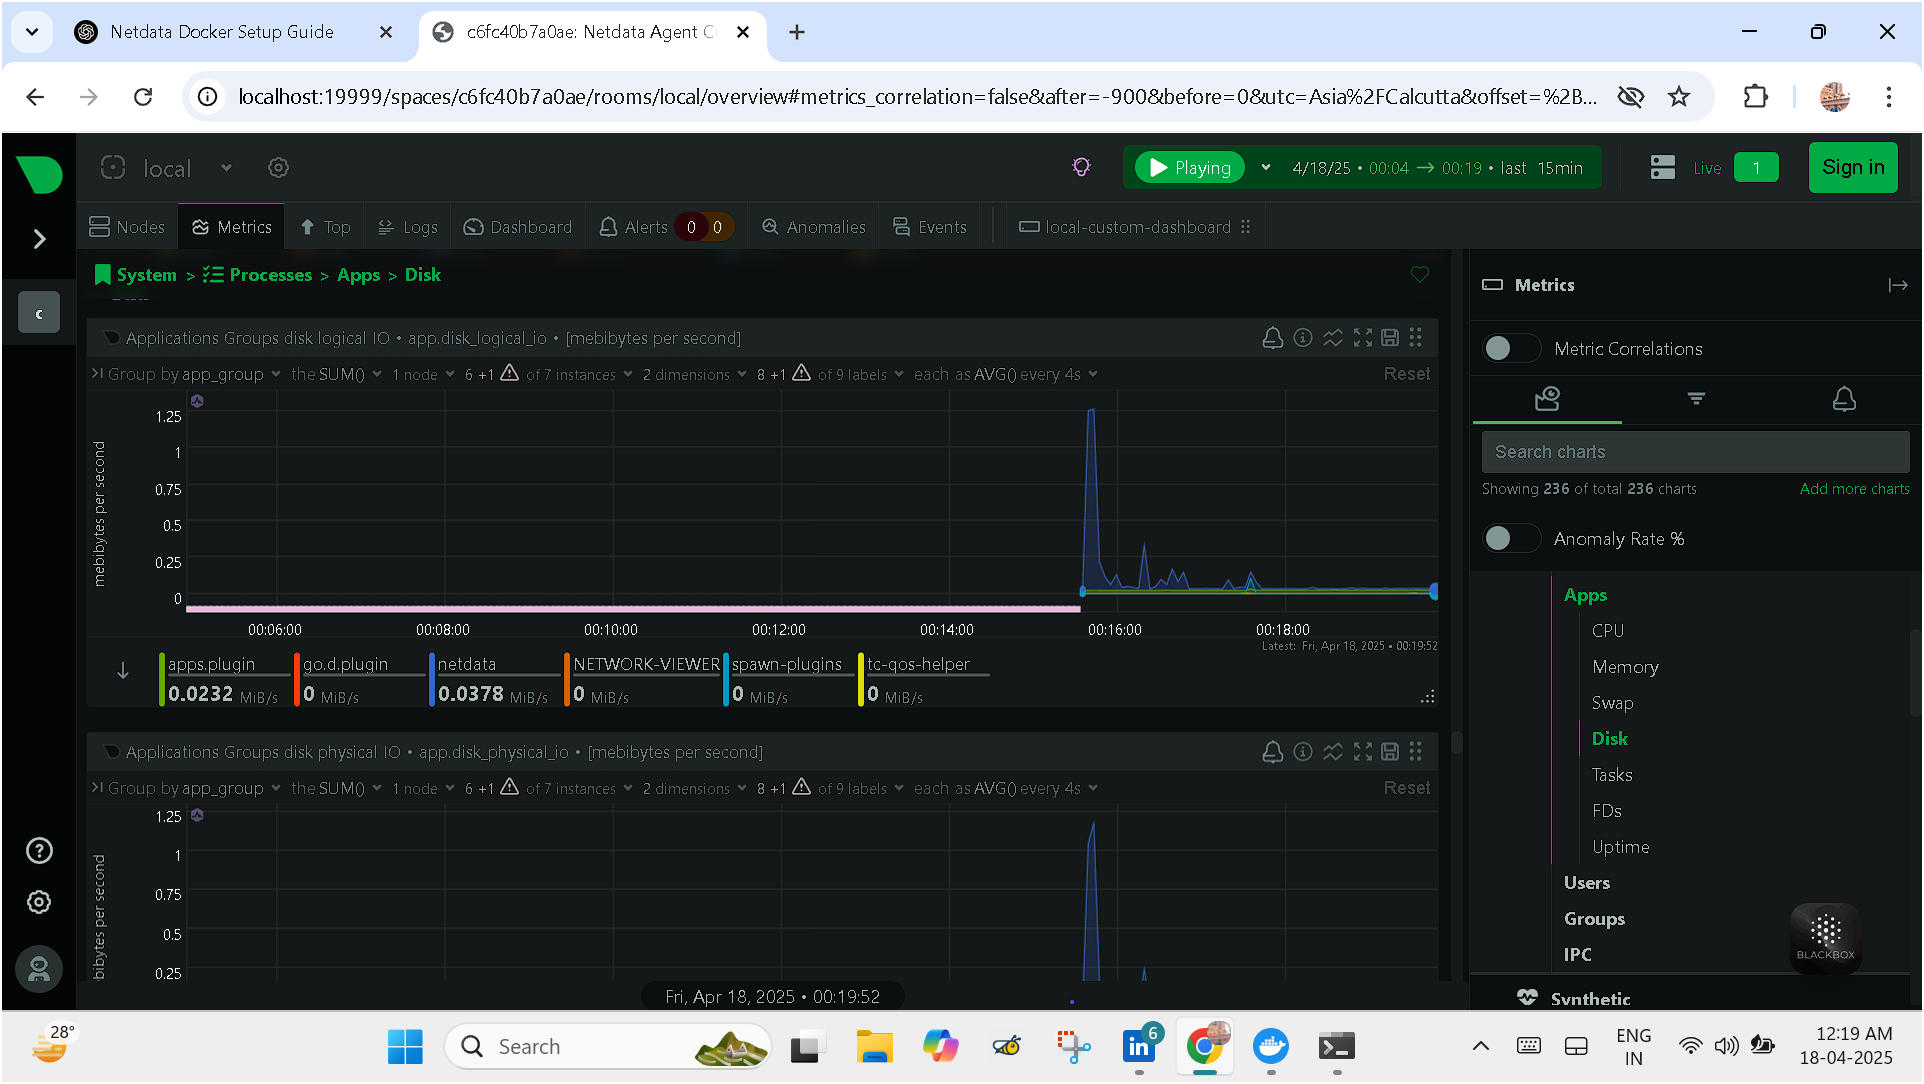 Netdata Docker Setup Guide
c6fc40b7a0ae: Netdata Agent C
localhost:19999/spaces/c6fc40b7a0ae/rooms/local/overview#metrics_correlation=false&after=-900&before=0&utc=Asia%2FCalcutta&offset=%2B...
local
Playing 4/18/25 • 00:04 → 00:19 • last 15min
Live 1 Sign in
Nodes Metrics Top Logs Dashboard Alerts 0 0 Anomalies Events local-custom-dashboard
c
System > Processes > Apps > Disk
Applications Groups disk logical IO • app.disk_logical_io • [mebibytes per second]
Group by app_group the SUM() 1 node 6 +1 of 7 instances 2 dimensions 8 +1 of 9 labels each as AVG() every 4s Reset
mebibytes per second
1.25
1
0.75
0.5
0.25
0
00:06:00 00:08:00 00:10:00 00:12:00 00:14:00 00:16:00 00:18:00
Latest: Fri, Apr 18, 2025 • 00:19:52
apps.plugin go.d.plugin netdata NETWORK-VIEWER spawn-plugins tc-qos-helper
0.0232 MiB/s 0 MiB/s 0.0378 MiB/s 0 MiB/s 0 MiB/s 0 MiB/s
Applications Groups disk physical IO • app.disk_physical_io • [mebibytes per second]
Group by app_group the SUM() 1 node 6 +1 of 7 instances 2 dimensions 8 +1 of 9 labels each as AVG() every 4s Reset
bibytes per second
1.25
1
0.75
0.5
0.25
Fri, Apr 18, 2025 • 00:19:52
Metrics
Metric Correlations
Search charts
Showing 236 of total 236 charts Add more charts
Anomaly Rate %
Apps
CPU
Memory
Swap
Disk
Tasks
FDs
Uptime
Users
Groups
IPC
Synthetic
BLACKBOX
28°
Search
in 6
ENG
IN
12:19 AM
18-04-2025